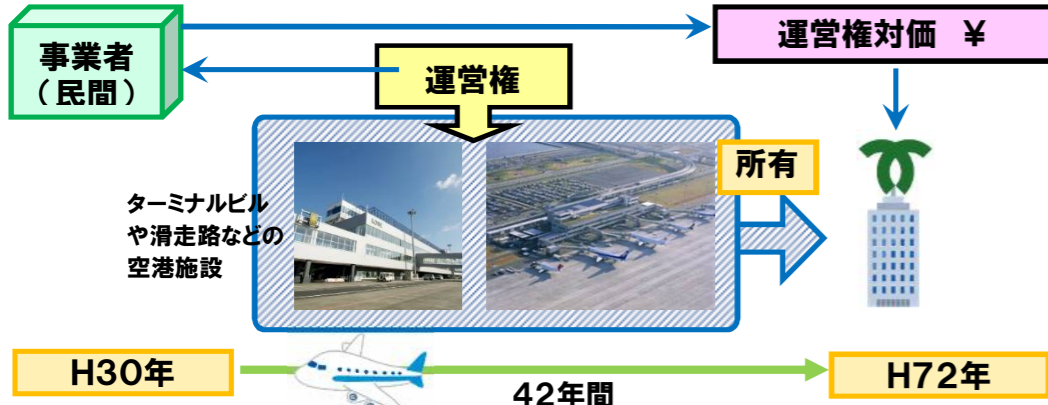 事業者
（民間）
運営権対価 ¥
運営権
所有
ターミナルビル
や滑走路などの
空港施設
H30年
42年間
H72年